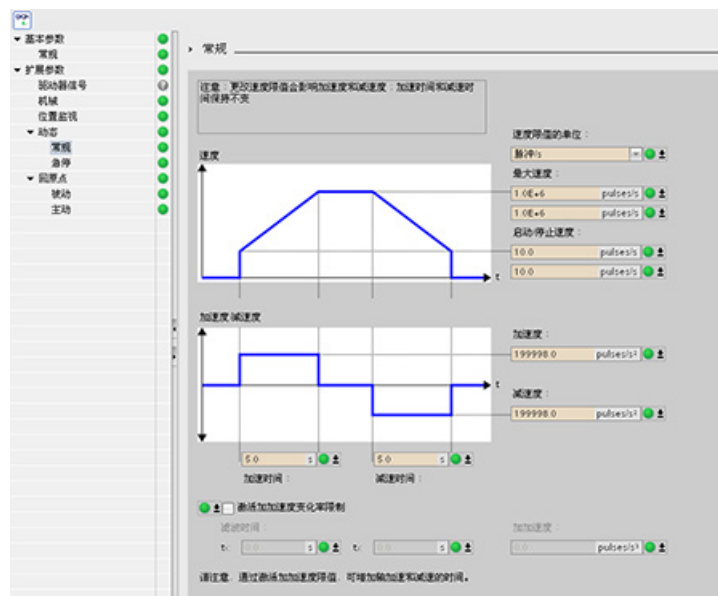 基本参数
常规
扩展参数
驱动器信号
机械
位置监视
动态
常规
急停
回原点
被动
主动
常规
注意：更改速度限值会影响加速度和减速度；加速时间和减速时
间保持不变
速度限值的单位：
脉冲/s
速度
最大速度：
1.0E+6 pulses/s
1.0E+6 pulses/s
启动/停止速度：
10.0 pulses/s
10.0 pulses/s
t
加速度/减速度
加速度：
199998.0 pulses/s²
t
减速度：
199998.0 pulses/s²
5.0 s
5.0 s
加速时间：
减速时间：
激活加加速度变化率限制
滤波时间：
加加速度：
0.0 s
0.0 s
0.0 pulses/s³
请注意，通过激活加加速度限值，可增加轴加速和减速的时间。